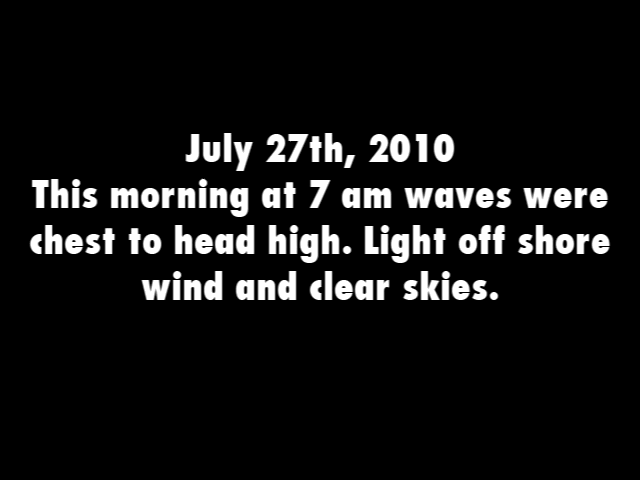 July 27th, 2010
This morning at 7 am waves were
chest to head high. Light off shore
wind and clear skies.